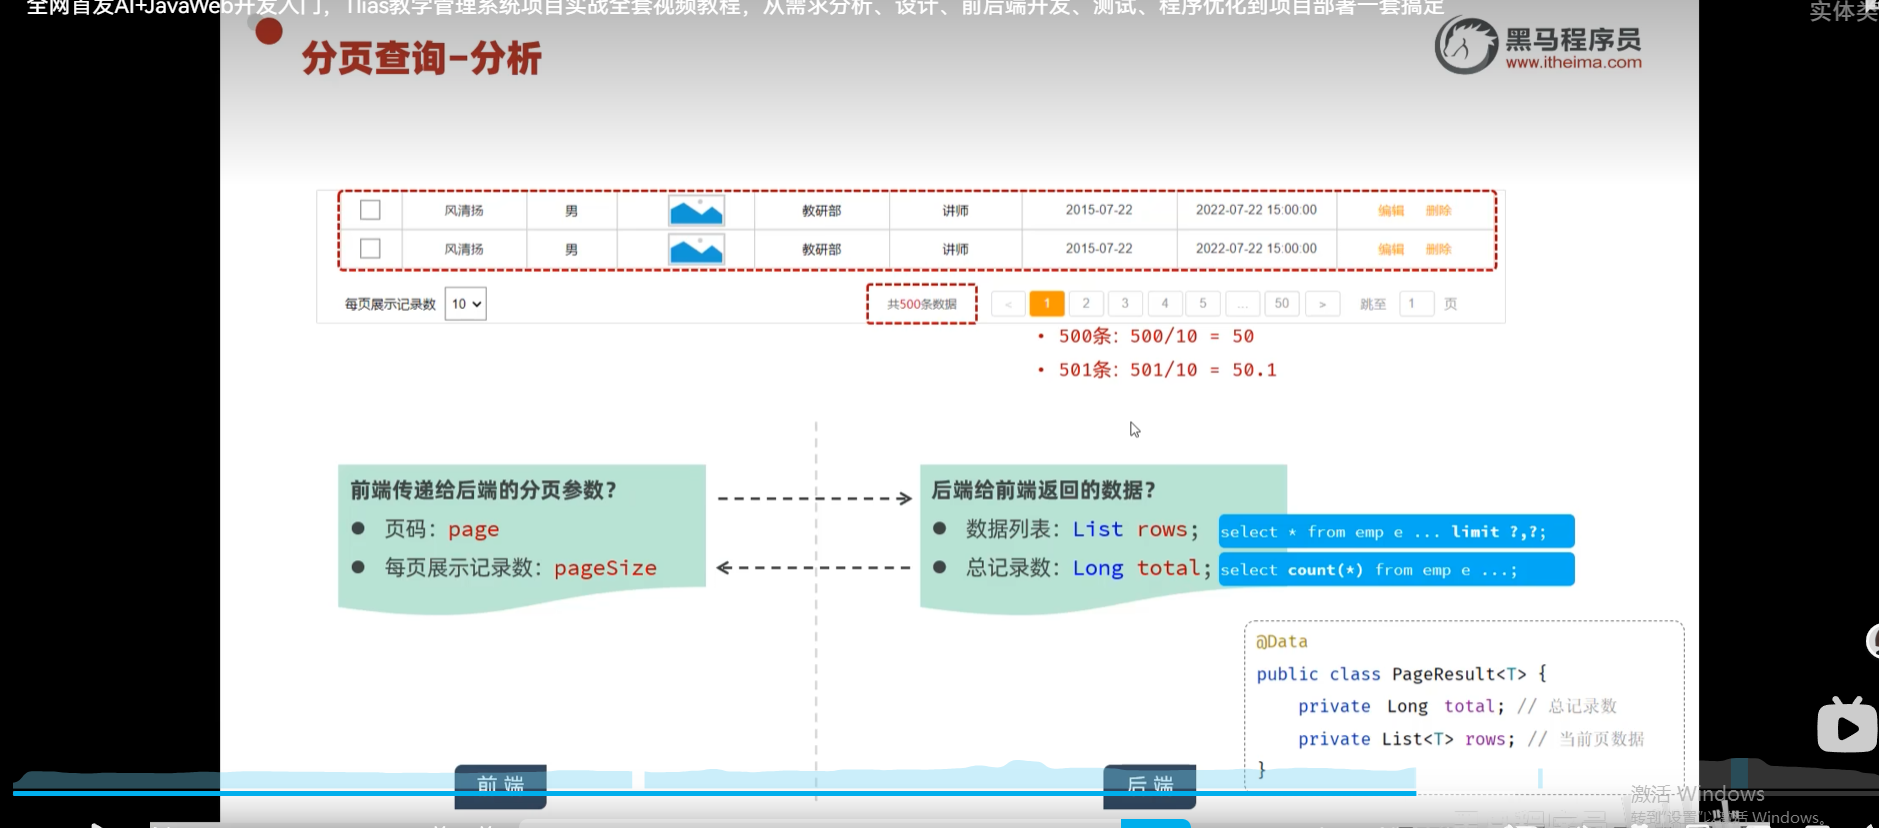 全网首发AI+JavaWeb开发入门，Tlias教学管理系统项目实战全套视频教程，从需求分析、设计、前后端开发、测试、程序优化到项目部署一套搞定
实体类
分页查询-分析
黑马程序员
www.itheima.com
风清扬 男 教研部 讲师 2015-07-22 2022-07-22 15:00:00 编辑 删除
风清扬 男 教研部 讲师 2015-07-22 2022-07-22 15:00:00 编辑 删除
每页展示记录数 10 共500条数据 < 1 2 3 4 5 ... 50 > 跳至 1 页
• 500条：500/10 = 50
• 501条：501/10 = 50.1
前端传递给后端的分页参数？
● 页码：page
● 每页展示记录数：pageSize
后端给前端返回的数据？
● 数据列表：List rows; select * from emp e ... limit ?,?;
● 总记录数：Long total; select count(*) from emp e ...;
@Data
public class PageResult<T> {
private Long total; // 总记录数
private List<T> rows; // 当前页数据
}
前端
后端
激活 Windows
转到"设置"以激活 Windows。